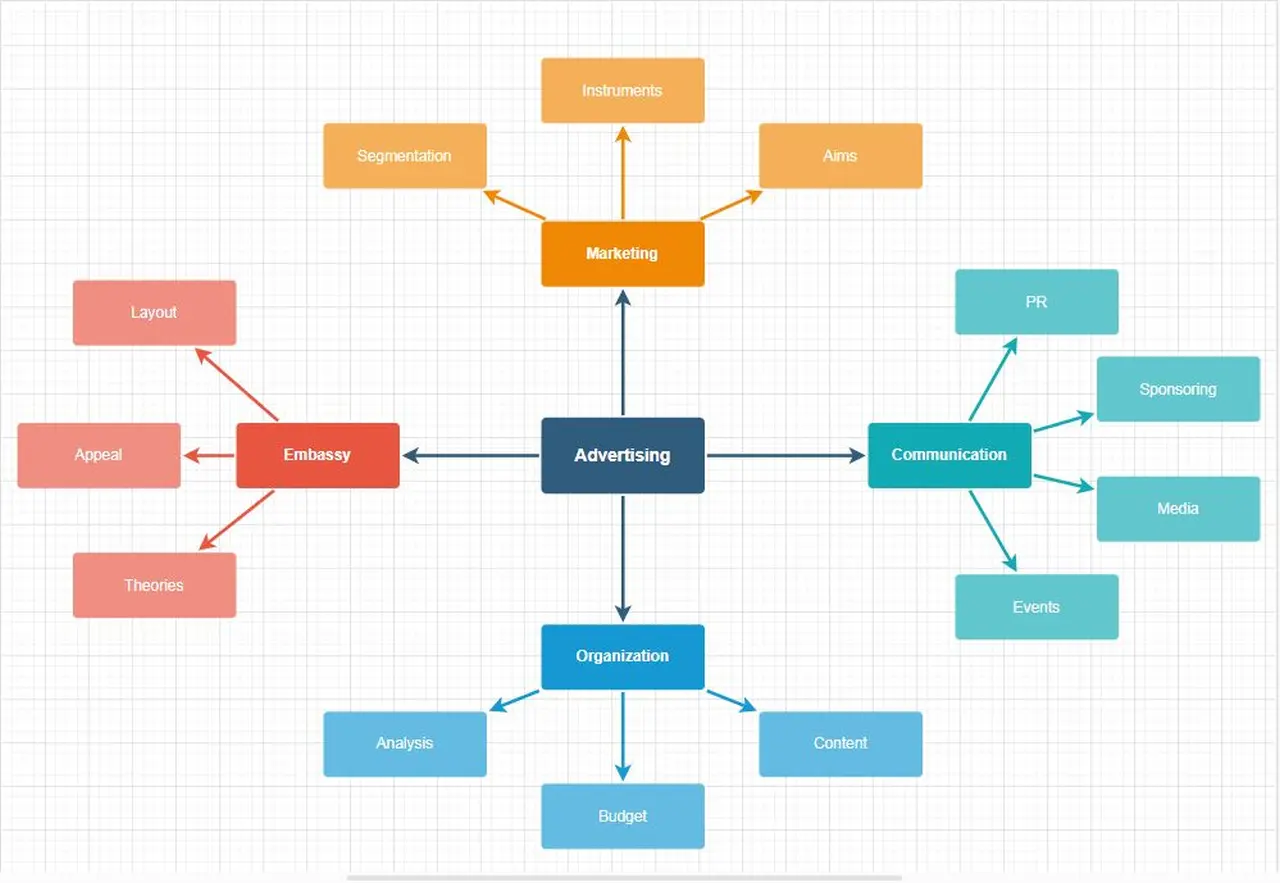 Instruments
Segmentation
Aims
Marketing
Layout
PR
Sponsoring
Appeal
Embassy
Advertising
Communication
Media
Theories
Events
Organization
Analysis
Content
Budget